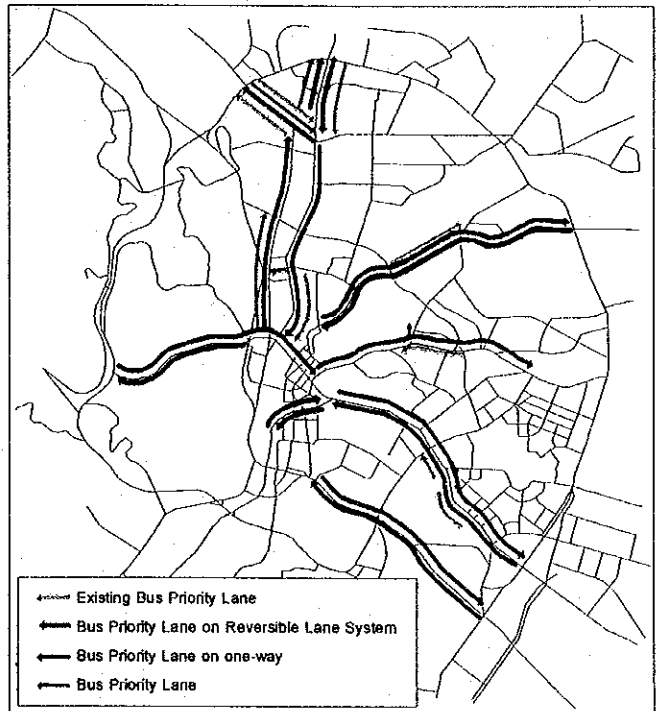 Existing Bus Priority Lane
Bus Priority Lane on Reversible Lane System
Bus Priority Lane on one-way
Bus Priority Lane